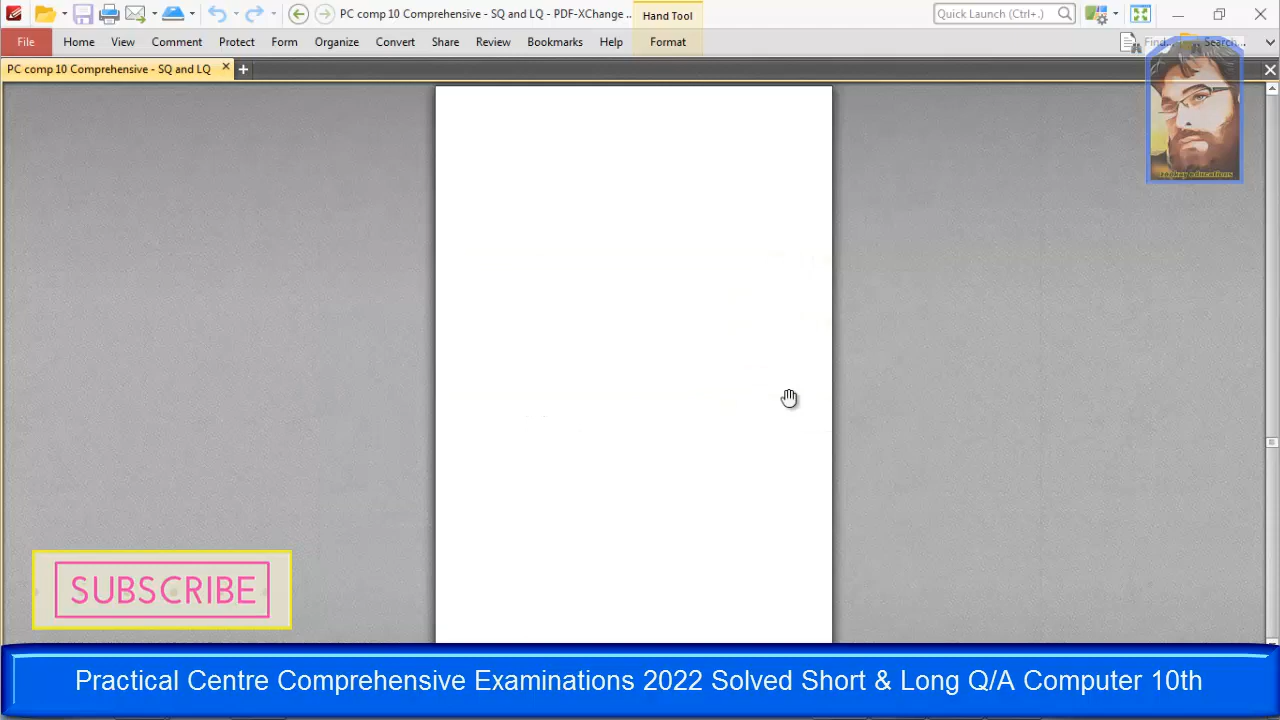 PC comp 10 Comprehensive - SQ and LQ - PDF-XChange ...
Hand Tool
Quick Launch (Ctrl+,)
File Home View Comment Protect Form Organize Convert Share Review Bookmarks Help Format
Find... Search...
PC comp 10 Comprehensive - SQ and LQ
SUBSCRIBE
Practical Centre Comprehensive Examinations 2022 Solved Short & Long Q/A Computer 10th